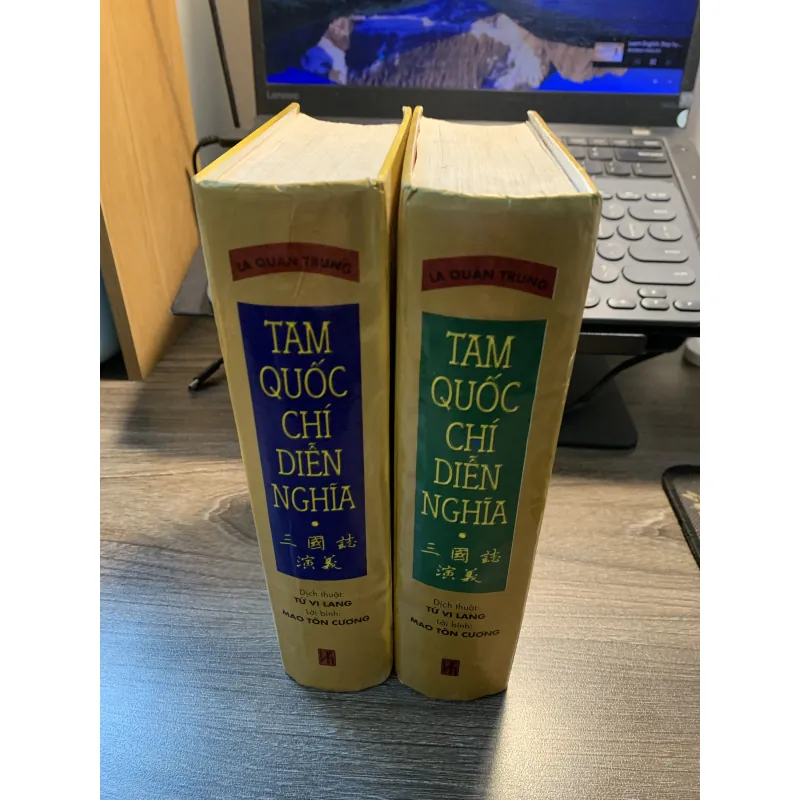 Lenovo
LA QUÁN TRUNG
TAM
QUỐC
CHÍ
DIỄN
NGHĨA
三國誌
演義
Dịch thuật:
TỬ VI LANG
Lời bình:
MAO TÔN CƯƠNG
LA QUÁN TRUNG
TAM
QUỐC
CHÍ
DIỄN
NGHĨA
三國誌
演義
Dịch thuật:
TỬ VI LANG
Lời bình:
MAO TÔN CƯƠNG